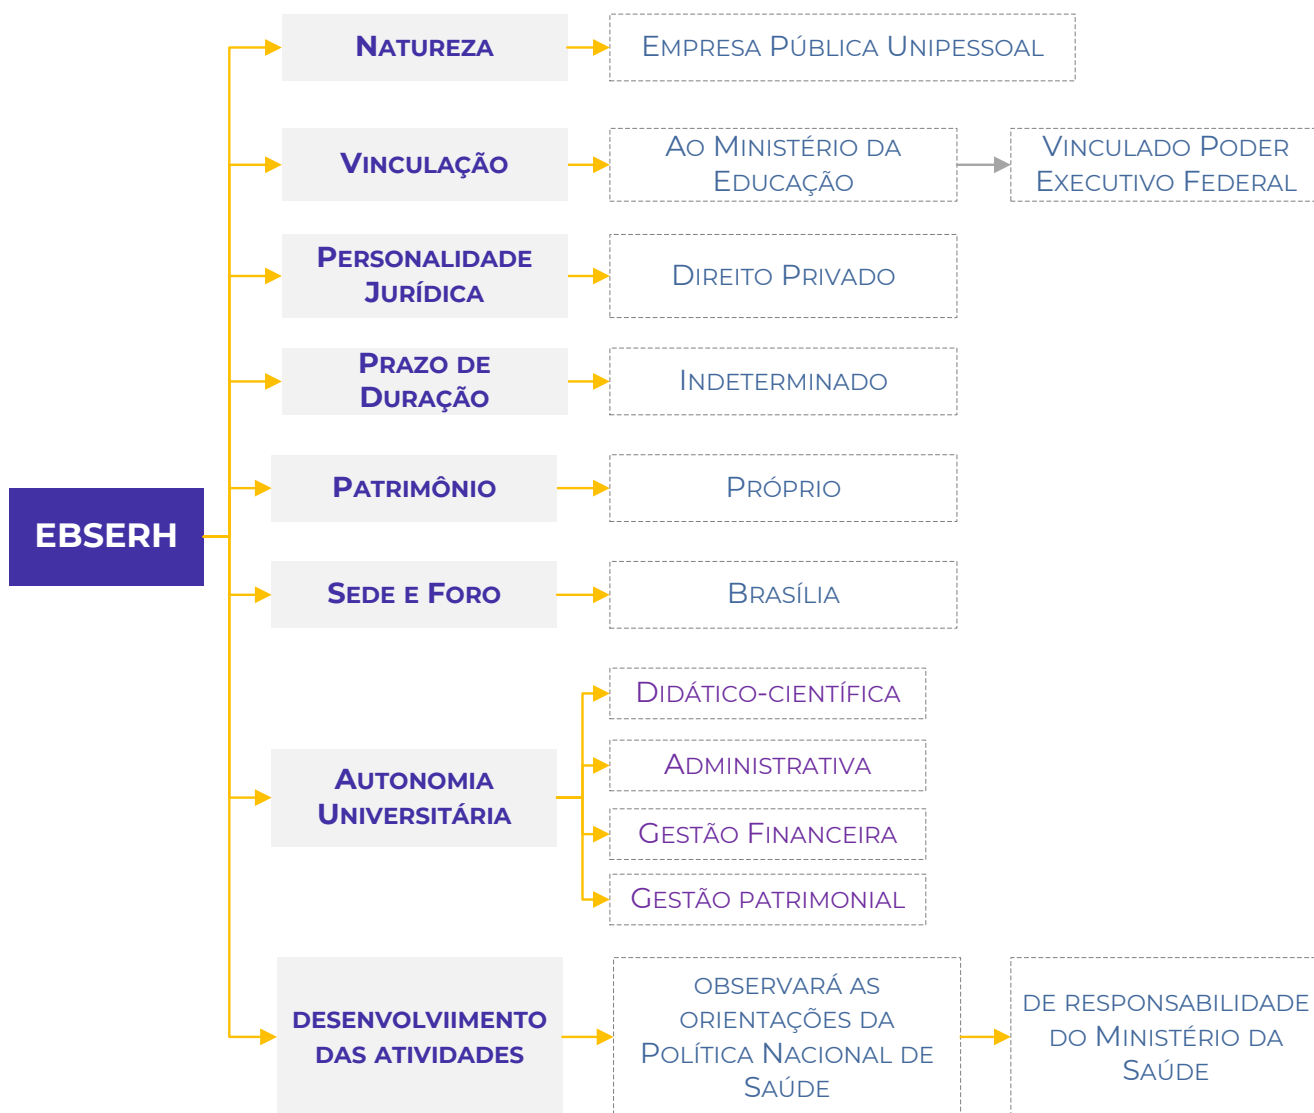 NATUREZA
EMPRESA PÚBLICA UNIPESSOAL
VINCULAÇÃO
AO MINISTÉRIO DA
EDUCAÇÃO
VINCULADO PODER
EXECUTIVO FEDERAL
PERSONALIDADE
JURÍDICA
DIREITO PRIVADO
PRAZO DE
DURAÇÃO
INDETERMINADO
PATRIMÔNIO
PRÓPRIO
EBSERH
SEDE E FORO
BRASÍLIA
AUTONOMIA
UNIVERSITÁRIA
DIDÁTICO-CIENTÍFICA
ADMINISTRATIVA
GESTÃO FINANCEIRA
GESTÃO PATRIMONIAL
DESENVOLVIIMENTO
DAS ATIVIDADES
OBSERVARÁ AS
ORIENTAÇÕES DA
POLÍTICA NACIONAL DE
SAÚDE
DE RESPONSABILIDADE
DO MINISTÉRIO DA
SAÚDE